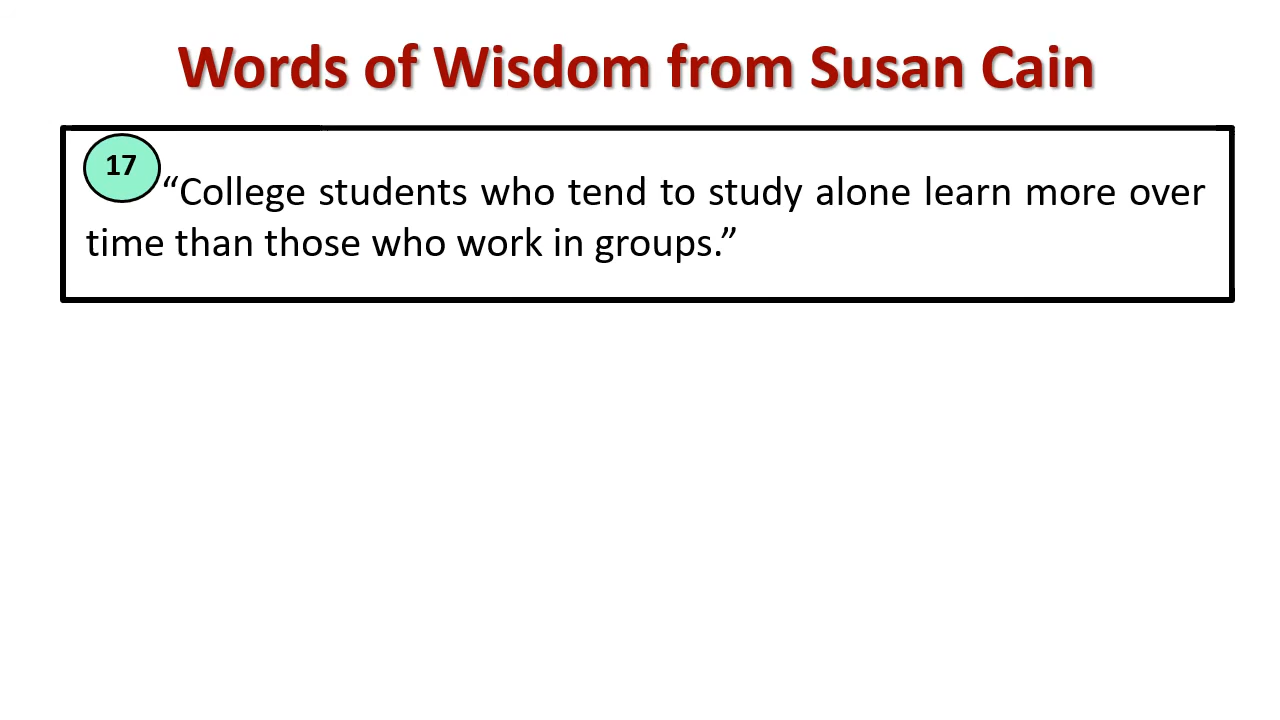 Words of Wisdom from Susan Cain
17
“College students who tend to study alone learn more over
time than those who work in groups.”